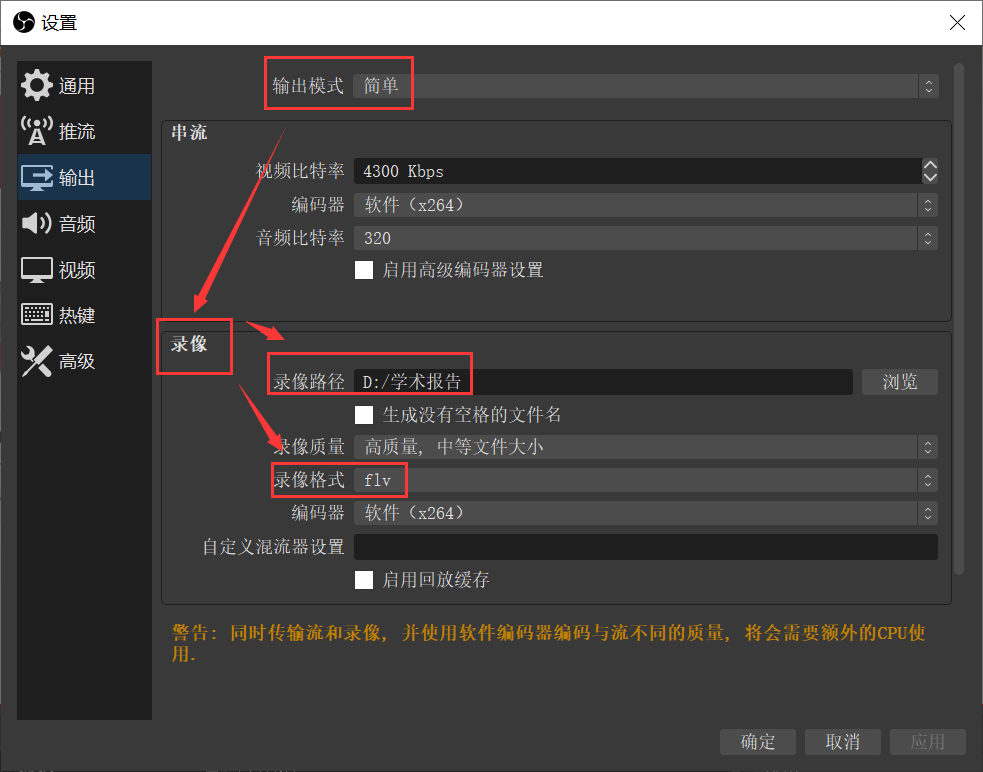 设置
通用
推流
输出
音频
视频
热键
高级
输出模式 简单
串流
视频比特率 4300 Kbps
编码器 软件（x264）
音频比特率 320
启用高级编码器设置
录像
录像路径 D:/学术报告 浏览
生成没有空格的文件名
录像质量 高质量, 中等文件大小
录像格式 flv
编码器 软件（x264）
自定义混流器设置
启用回放缓存
警告: 同时传输流和录像, 并使用软件编码器编码与流不同的质量, 将会需要额外的CPU使
用.
确定 取消 应用